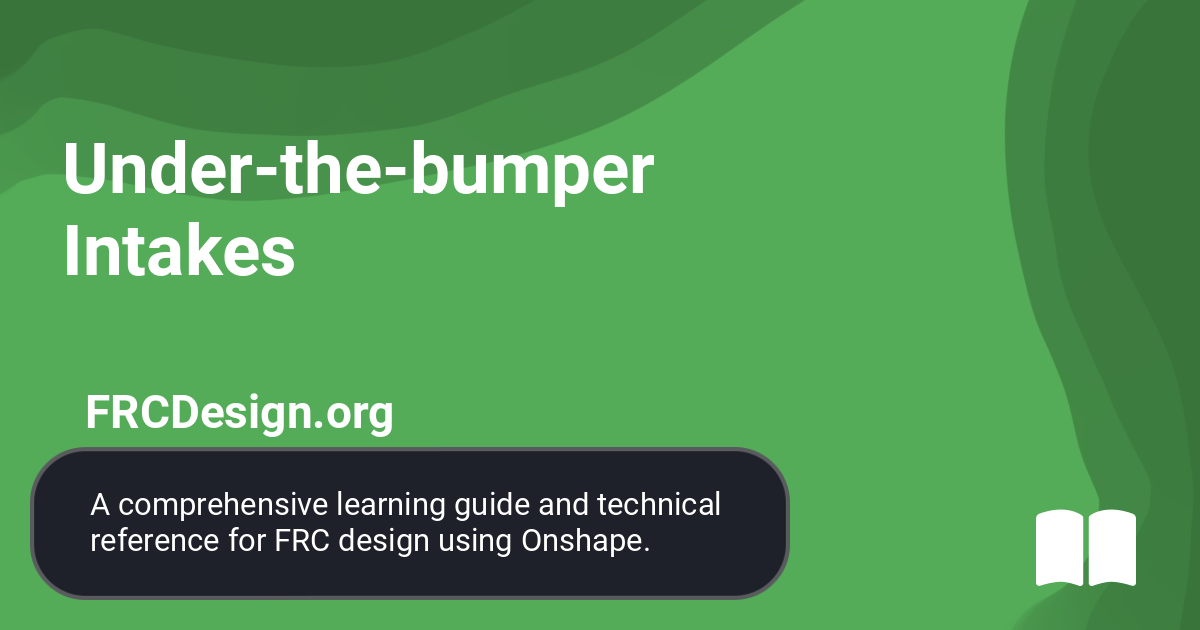 Under-the-bumper
Intakes
FRCDesign.org
A comprehensive learning guide and technical
reference for FRC design using Onshape.